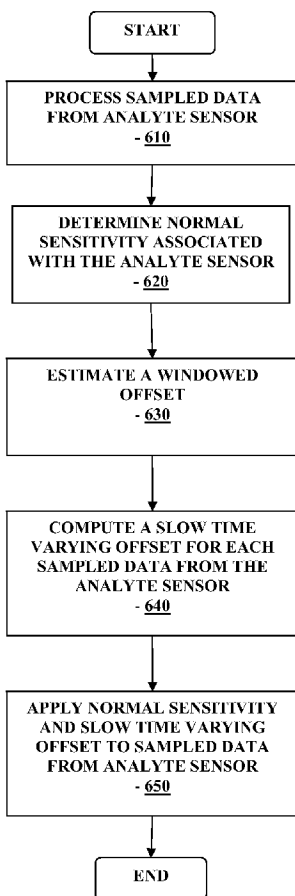 START
PROCESS SAMPLED DATA
FROM ANALYTE SENSOR
- 610
DETERMINE NORMAL
SENSITIVITY ASSOCIATED
WITH THE ANALYTE SENSOR
- 620
ESTIMATE A WINDOWED
OFFSET
- 630
COMPUTE A SLOW TIME
VARYING OFFSET FOR EACH
SAMPLED DATA FROM THE
ANALYTE SENSOR
- 640
APPLY NORMAL SENSITIVITY
AND SLOW TIME VARYING
OFFSET TO SAMPLED DATA
FROM ANALYTE SENSOR
- 650
END